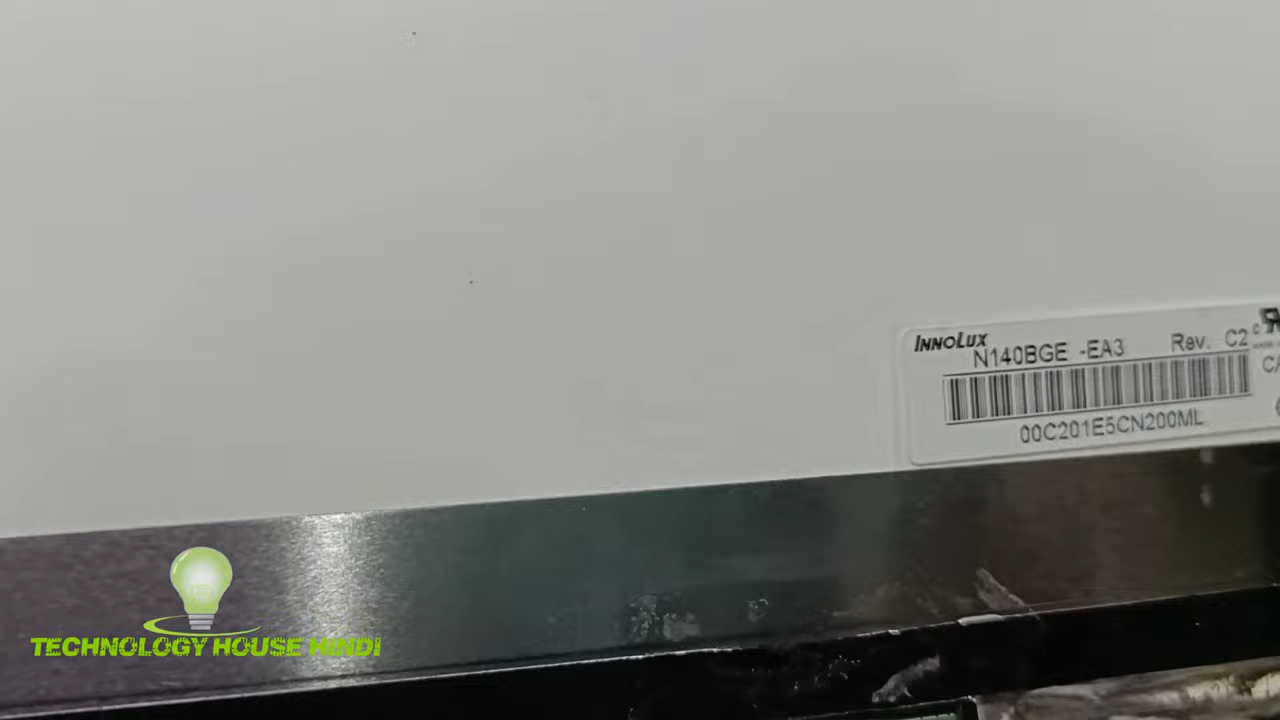 INNOLUX
N140BGE -EA3 Rev. C2
00C201E5CN200ML
TECHNOLOGY HOUSE HINDI